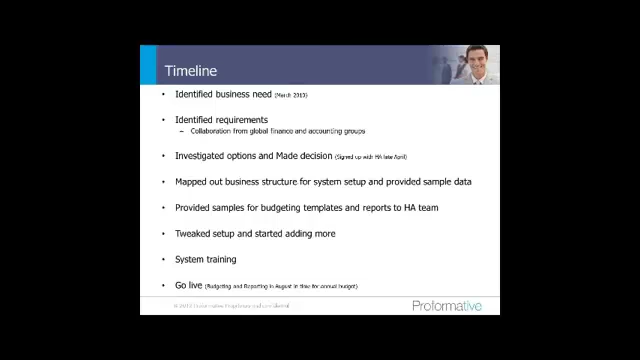 Timeline
• Identified business need (March 2013)
• Identified requirements
– Collaboration from global finance and accounting groups
• Investigated options and Made decision (Signed up with HA late April)
• Mapped out business structure for system setup and provided sample data
• Provided samples for budgeting templates and reports to HA team
• Tweaked setup and started adding more
• System training
• Go live (Budgeting and Reporting in August in time for annual budget)
Proformative